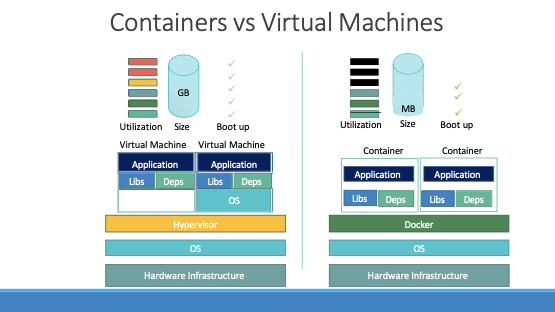 Containers vs Virtual Machines
GB
Utilization Size Boot up
Virtual Machine Virtual Machine
Application Application
Libs Deps Libs Deps
OS
Hypervisor
OS
Hardware Infrastructure
MB
Utilization Size Boot up
Container Container
Application Application
Libs Deps Libs Deps
Docker
OS
Hardware Infrastructure